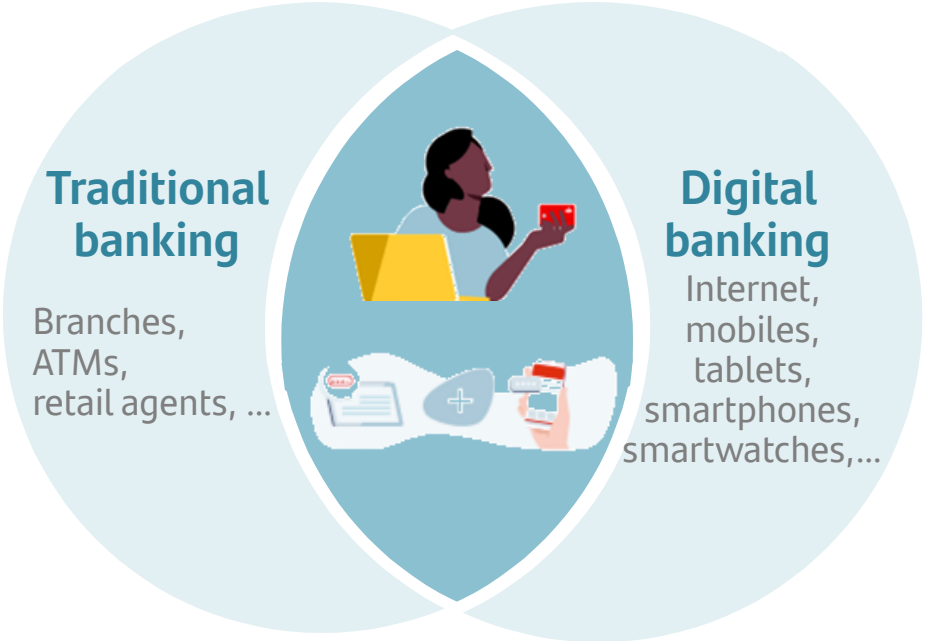 Traditional
banking
Branches,
ATMs,
retail agents, ...
Digital
banking
Internet,
mobiles,
tablets,
smartphones,
smartwatches,...